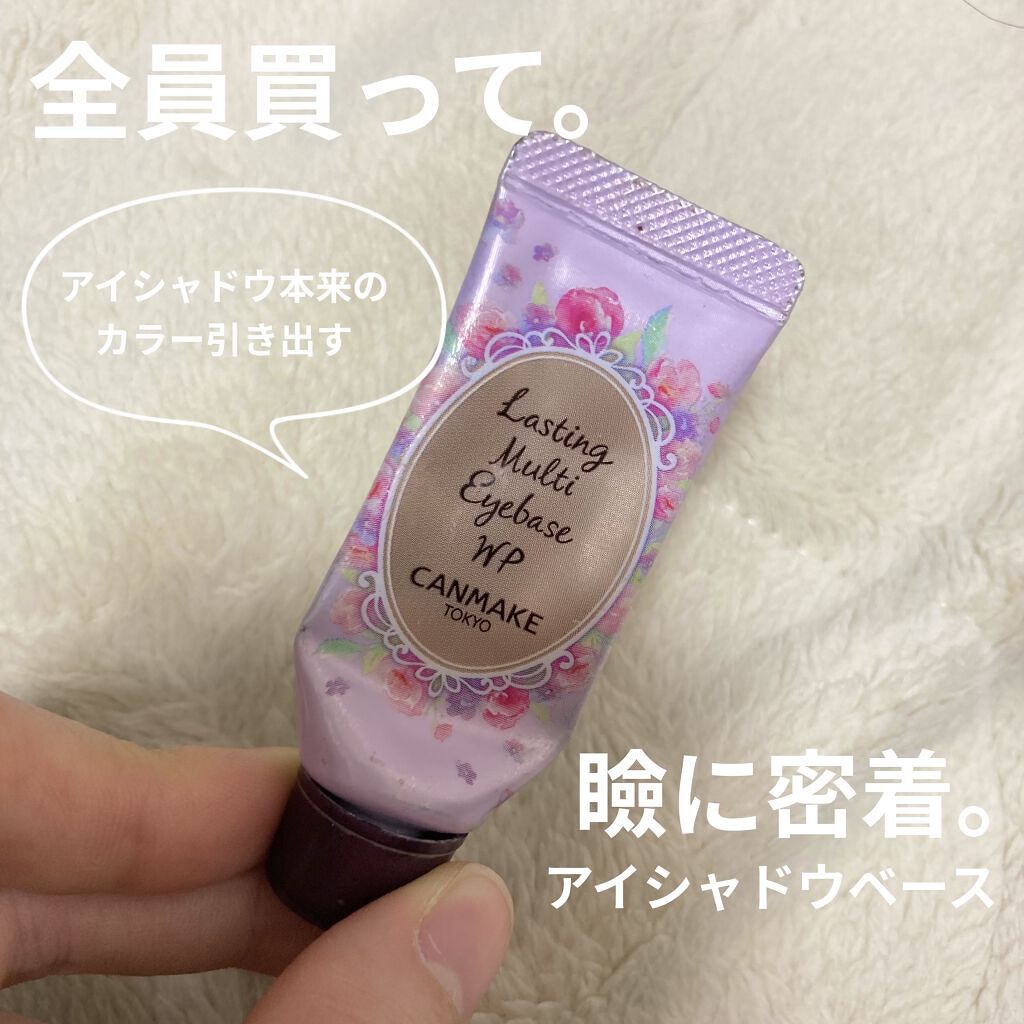 全員買って。
アイシャドウ本来の
カラー引き出す
Lasting
Multi
Eyebase
WP
CANMAKE
TOKYO
瞼に密着。
アイシャドウベース